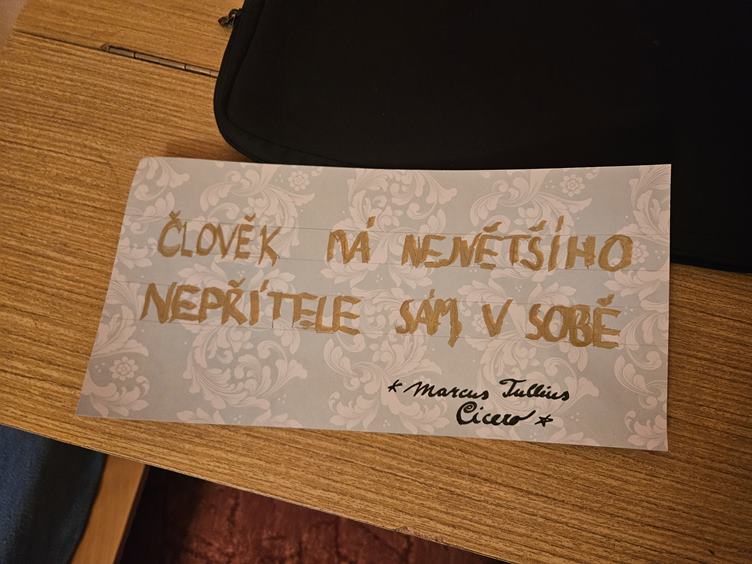 ČLOVĚK MÁ NEJVĚTŠÍHO
NEPŘÍTELE SÁM V SOBĚ
* Marcus Tullius
Cicero *